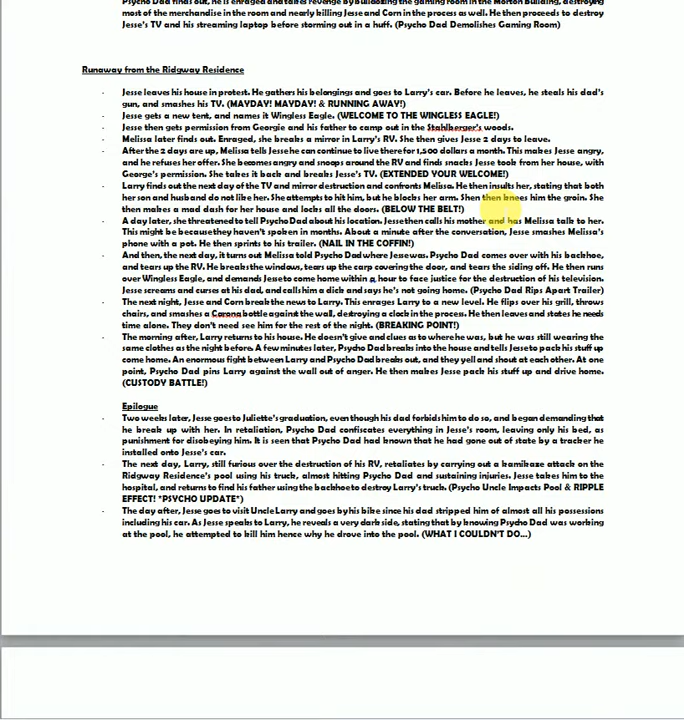 Psycho Dad finds out, he is enraged and takes revenge by bulldozing the gaming room in the Morton building, destroying
most of the merchandise in the room and nearly killing Jesse and Corn in the process as well. He then proceeds to destroy
Jesse's TV and his streaming laptop before storming out in a huff. (Psycho Dad Demolishes Gaming Room)
Runaway from the Ridgway Residence
- Jesse leaves his house in protest. He gathers his belongings and goes to Larry's car. Before he leaves, he steals his dad's
gun, and smashes his TV. (MAYDAY! MAYDAY! & RUNNING AWAY!)
- Jesse gets a new tent, and names it Wingless Eagle. (WELCOME TO THE WINGLESS EAGLE!)
- Jesse then gets permission from Georgie and his father to camp out in the Stahlberger's woods.
- Melissa later finds out. Enraged, she breaks a mirror in Larry's RV. She then gives Jesse 2 days to leave.
- After the 2 days are up, Melissa tells Jesse he can continue to live there for 1,500 dollars a month. This makes Jesse angry,
and he refuses her offer. She becomes angry and snoops around the RV and finds snacks Jesse took from her house, with
George's permission. She takes it back and breaks Jesse's TV. (EXTENDED YOUR WELCOME!)
- Larry finds out the next day of the TV and mirror destruction and confronts Melissa. He then insults her, stating that both
her son and husband do not like her. She attempts to hit him, but he blocks her arm. Shen then knees him the groin. She
then makes a mad dash for her house and locks all the doors. (BELOW THE BELT!)
- A day later, she threatened to tell Psycho Dad about his location. Jesse then calls his mother and has Melissa talk to her.
This might be because they haven't spoken in months. About a minute after the conversation, Jesse smashes Melissa's
phone with a pot. He then sprints to his trailer. (NAIL IN THE COFFIN!)
- And then, the next day, it turns out Melissa told Psycho Dad where Jesse was. Psycho Dad comes over with his backhoe,
and tears up the RV. He breaks the windows, tears up the carp covering the door, and tears the siding off. He then runs
over Wingless Eagle, and demands Jesse to come home within a, hour to face justice for the destruction of his television.
Jesse screams and curses at his dad, and calls him a dick and says he's not going home. (Psycho Dad Rips Apart Trailer)
- The next night, Jesse and Corn break the news to Larry. This enrages Larry to a new level. He flips over his grill, throws
chairs, and smashes a Corona bottle against the wall, destroying a clock in the process. He then leaves and states he needs
time alone. They don't need see him for the rest of the night. (BREAKING POINT!)
- The morning after, Larry returns to his house. He doesn't give and clues as to where he was, but he was still wearing the
same clothes as the night before. A few minutes later, Psycho Dad breaks into the house and tells Jesse to pack his stuff up
come home. An enormous fight between Larry and Psycho Dad breaks out, and they yell and shout at each other. At one
point, Psycho Dad pins Larry against the wall out of anger. He then makes Jesse pack his stuff up and drive home.
(CUSTODY BATTLE!)
Epilogue
- Two weeks later, Jesse goes to Juliette's graduation, even though his dad forbids him to do so, and began demanding that
he break up with her. In retaliation, Psycho Dad confiscates everything in Jesse's room, leaving only his bed, as
punishment for disobeying him. It is seen that Psycho Dad had known that he had gone out of state by a tracker he
installed onto Jesse's car.
- The next day, Larry, still furious over the destruction of his RV, retaliates by carrying out a kamikaze attack on the
Ridgway Residence's pool using his truck, almost hitting Psycho Dad and sustaining injuries. Jesse takes him to the
hospital, and returns to find his father using the backhoe to destroy Larry's truck. (Psycho Uncle Impacts Pool & RIPPLE
EFFECT! *PSYCHO UPDATE*)
- The day after, Jesse goes to visit Uncle Larry and goes by his bike since his dad stripped him of almost all his possessions
including his car. As Jesse speaks to Larry, he reveals a very dark side, stating that by knowing Psycho Dad was working
at the pool, he attempted to kill him hence why he drove into the pool. (WHAT I COULDN'T DO...)